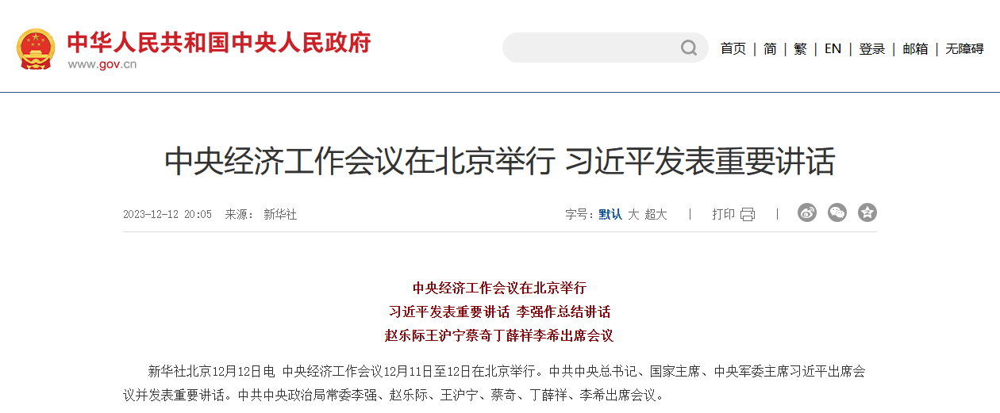 中华人民共和国中央人民政府
www.gov.cn
首页 | 简 | 繁 | EN | 登录 | 邮箱 | 无障碍
中央经济工作会议在北京举行 习近平发表重要讲话
2023-12-12 20:05 来源： 新华社
字号：默认 大 超大 | 打印 |
中央经济工作会议在北京举行
习近平发表重要讲话 李强作总结讲话
赵乐际王沪宁蔡奇丁薛祥李希出席会议
新华社北京12月12日电 中央经济工作会议12月11日至12日在北京举行。中共中央总书记、国家主席、中央军委主席习近平出席会
议并发表重要讲话。中共中央政治局常委李强、赵乐际、王沪宁、蔡奇、丁薛祥、李希出席会议。